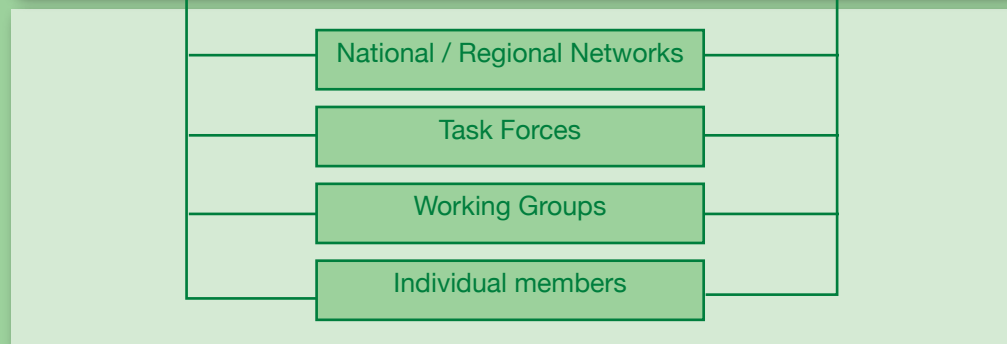 National / Regional Networks
Task Forces
Working Groups
Individual members